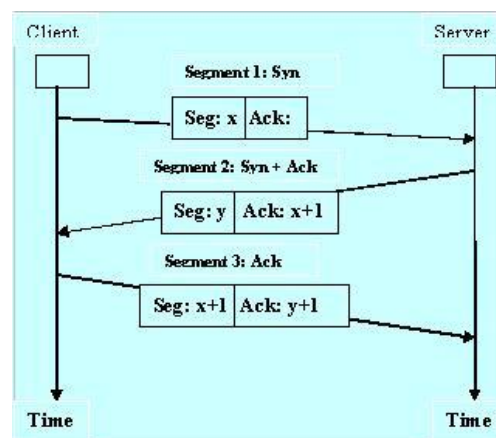 Client
Server
Segment 1: Syn
Seg: x Ack:
Segment 2: Syn + Ack
Seg: y Ack: x+1
Segment 3: Ack
Seg: x+1 Ack: y+1
Time
Time